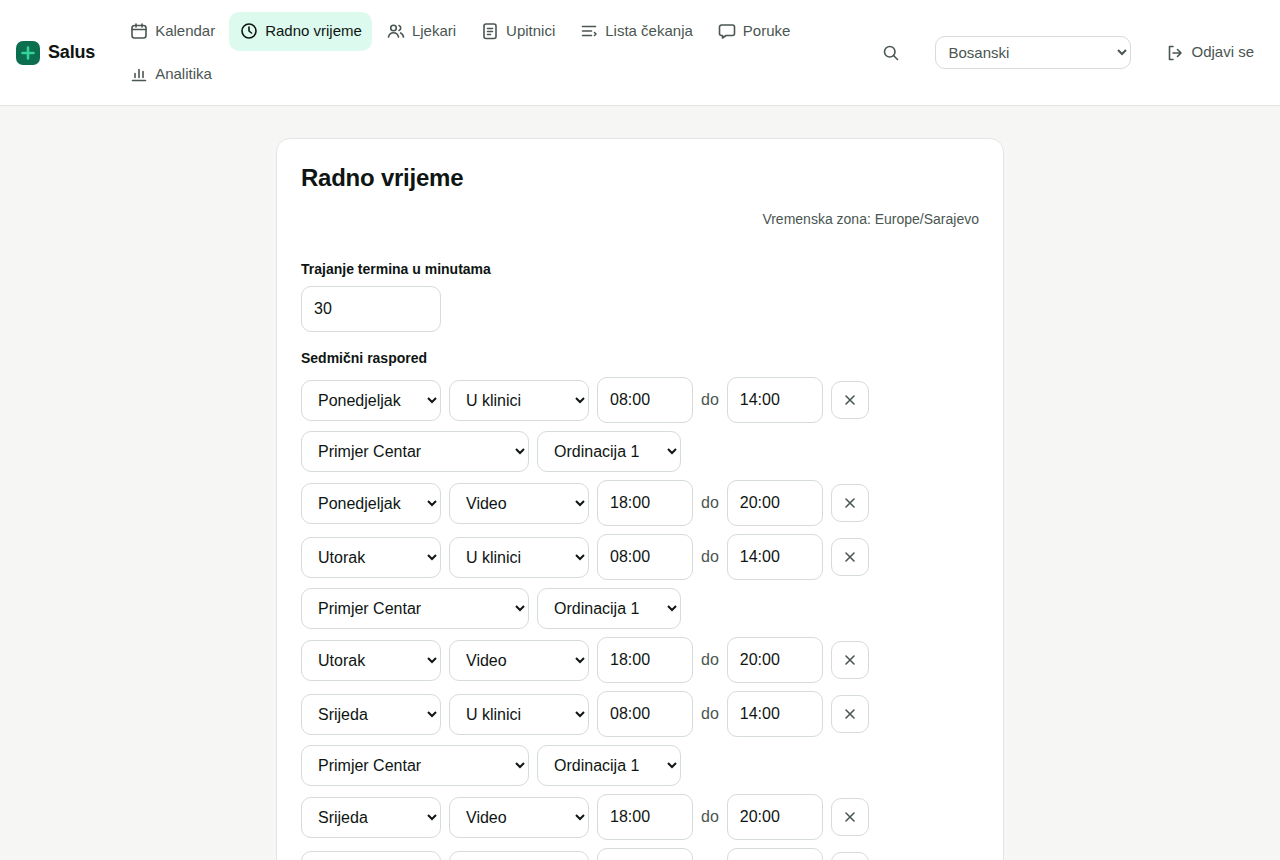 Salus
Kalendar
Radno vrijeme
Ljekari
Upitnici
Lista čekanja
Poruke
Analitika
Bosanski
Odjavi se
Radno vrijeme
Vremenska zona: Europe/Sarajevo
Trajanje termina u minutama
30
Sedmični raspored
Ponedjeljak U klinici 08:00 do 14:00
Primjer Centar Ordinacija 1
Ponedjeljak Video 18:00 do 20:00
Utorak U klinici 08:00 do 14:00
Primjer Centar Ordinacija 1
Utorak Video 18:00 do 20:00
Srijeda U klinici 08:00 do 14:00
Primjer Centar Ordinacija 1
Srijeda Video 18:00 do 20:00